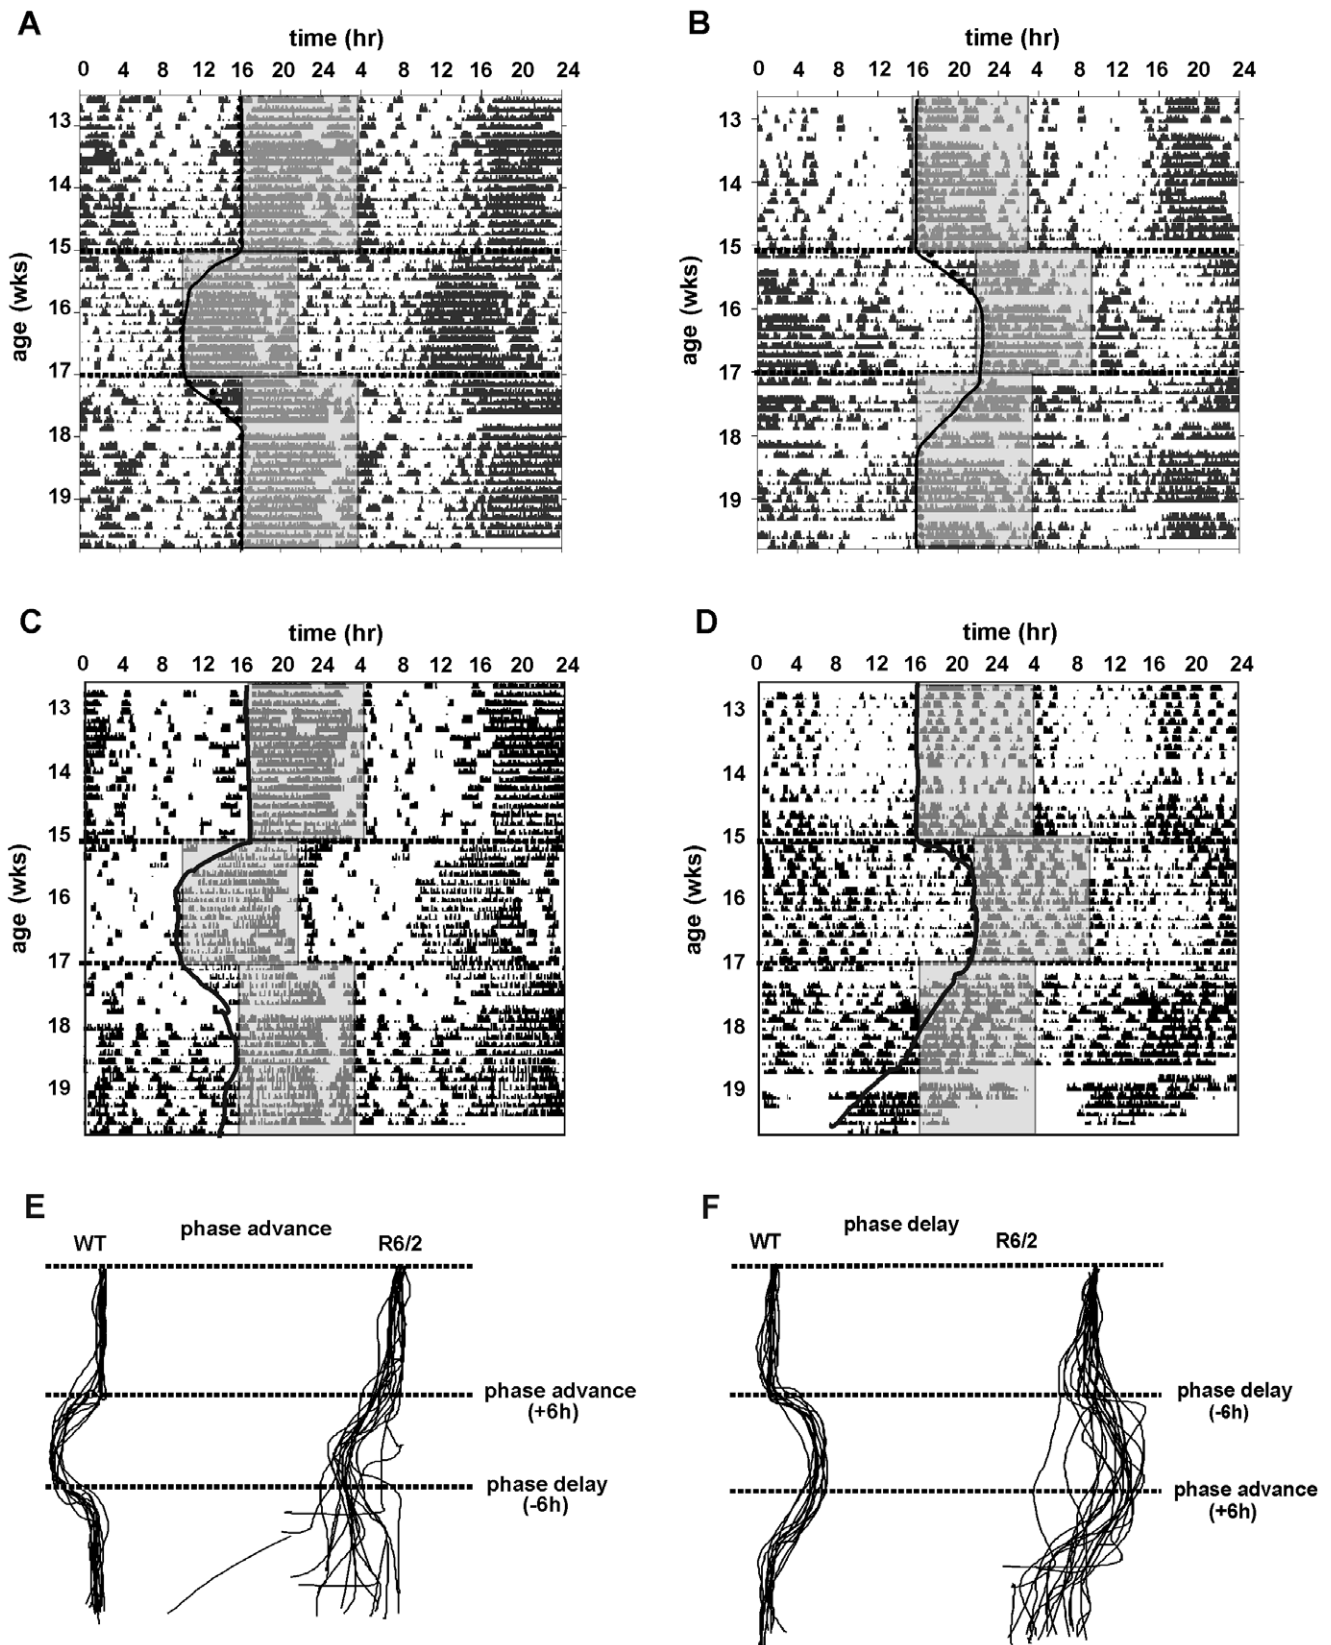 A
time (hr)
0 4 8 12 16 20 24 4 8 12 16 20 24
13
14
15
16
17
18
19
age (wks)
B
time (hr)
0 4 8 12 16 20 24 4 8 12 16 20 24
13
14
15
16
17
18
19
age (wks)
C
time (hr)
0 4 8 12 16 20 24 4 8 12 16 20 24
13
14
15
16
17
18
19
age (wks)
D
time (hr)
0 4 8 12 16 20 24 4 8 12 16 20 24
13
14
15
16
17
18
19
age (wks)
E
phase advance
WT R6/2
phase advance
(+6h)
phase delay
(-6h)
F
phase delay
WT R6/2
phase delay
(-6h)
phase advance
(+6h)